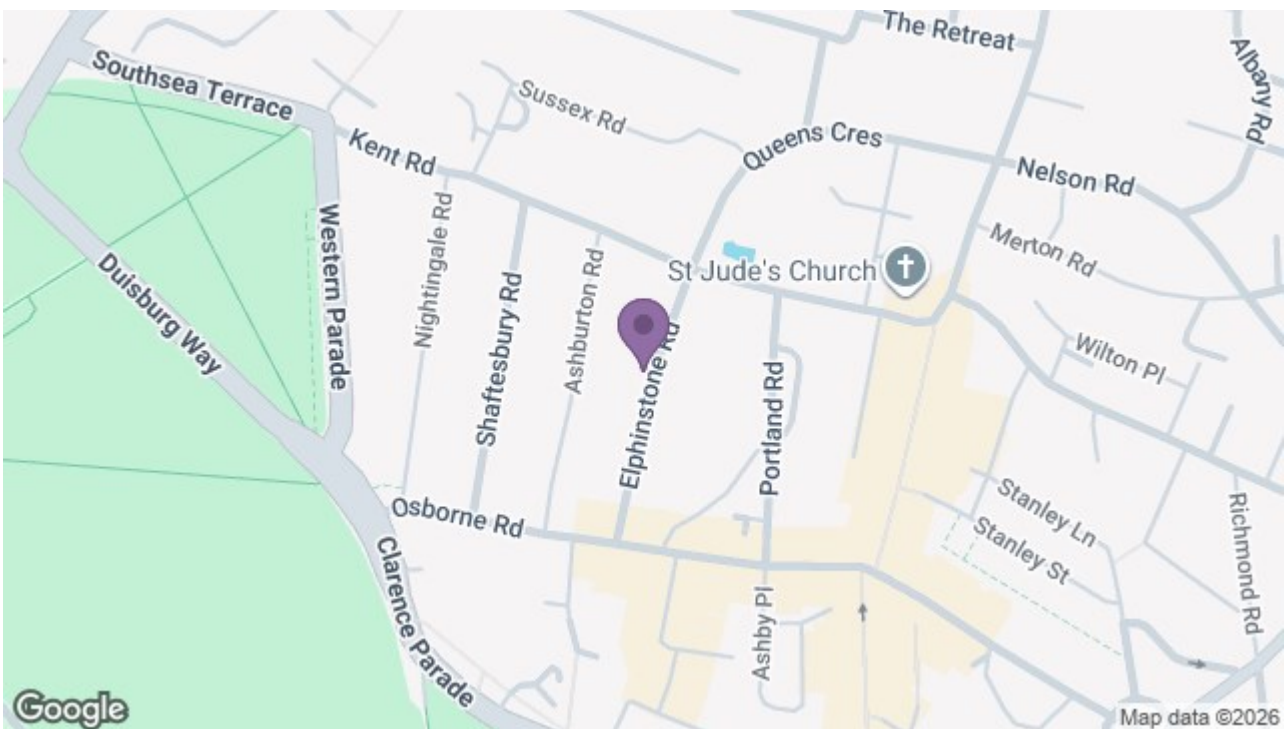 The Retreat
Albany Rd
Southsea Terrace
Sussex Rd
Queens Cres
Kent Rd
Nelson Rd
Nightingale Rd
Western Parade
Merton Rd
St Jude's Church
Duisburg Way
Shaftesbury Rd
Ashburton Rd
Elphinstone Rd
Wilton Pl
Portland Rd
Osborne Rd
Stanley Ln
Richmond Rd
Stanley St
Clarence Parade
Ashby Pl
Google
Map data ©2026